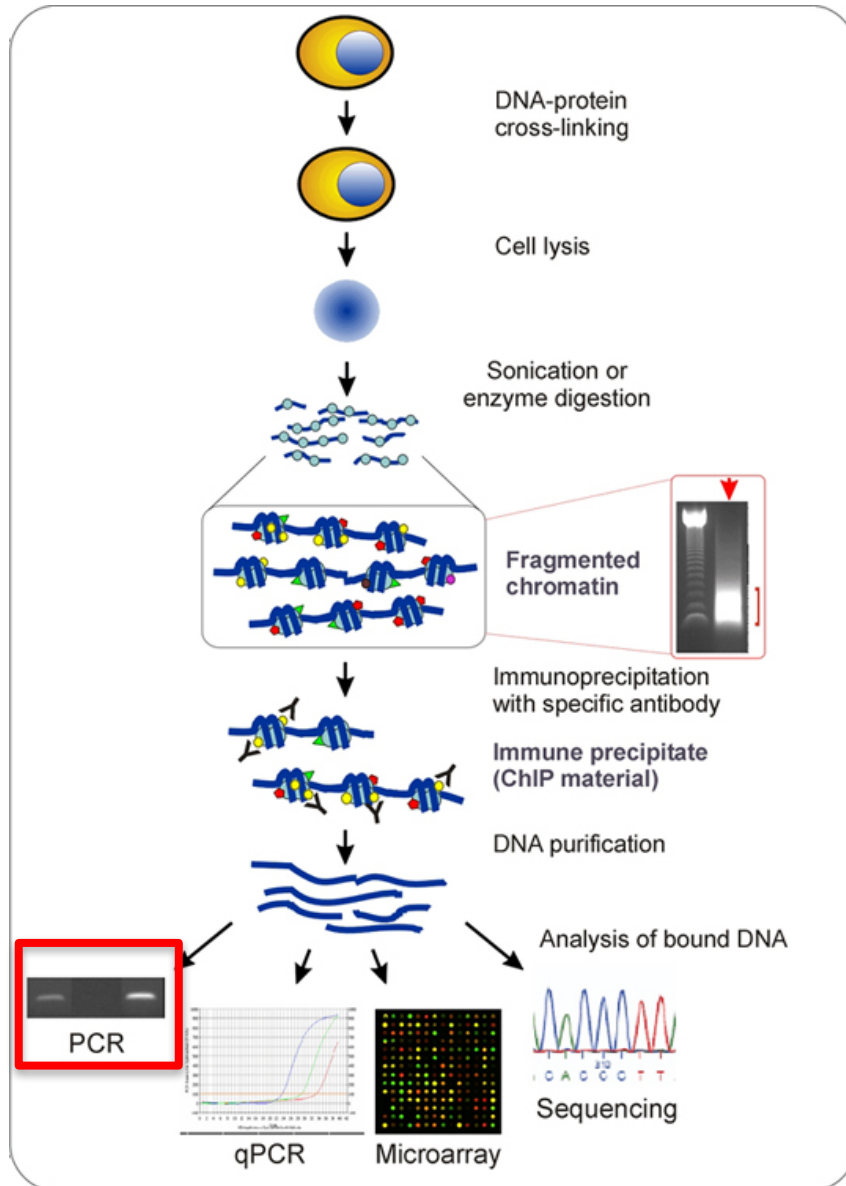 DNA-protein
cross-linking
Cell lysis
Sonication or
enzyme digestion
Fragmented
chromatin
Immunoprecipitation
with specific antibody
Immune precipitate
(ChIP material)
DNA purification
Analysis of bound DNA
PCR
310
C A C C C T T
Sequencing
qPCR
Microarray